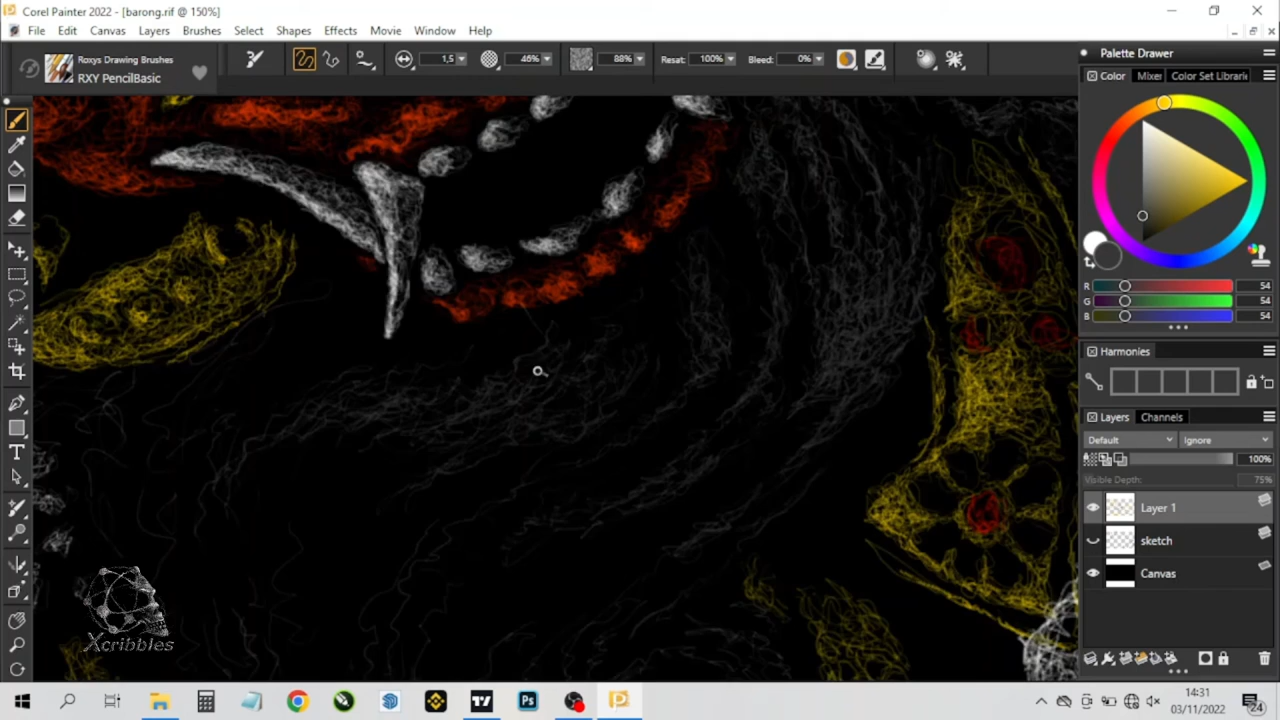 Corel Painter 2022 - [barong.rif @ 150%]
File Edit Canvas Layers Brushes Select Shapes Effects Movie Window Help
Roxys Drawing Brushes
RXY PencilBasic
1,5
46%
88%
Resat: 100%
Bleed: 0%
Palette Drawer
Color Mixer Color Set Librarie
R 54
G 54
B 54
Harmonies
Layers Channels
Default Ignore
100%
Visible Depth: 75%
Layer 1
sketch
Canvas
T
Xcribbles
Ps
14:31
03/11/2022
24